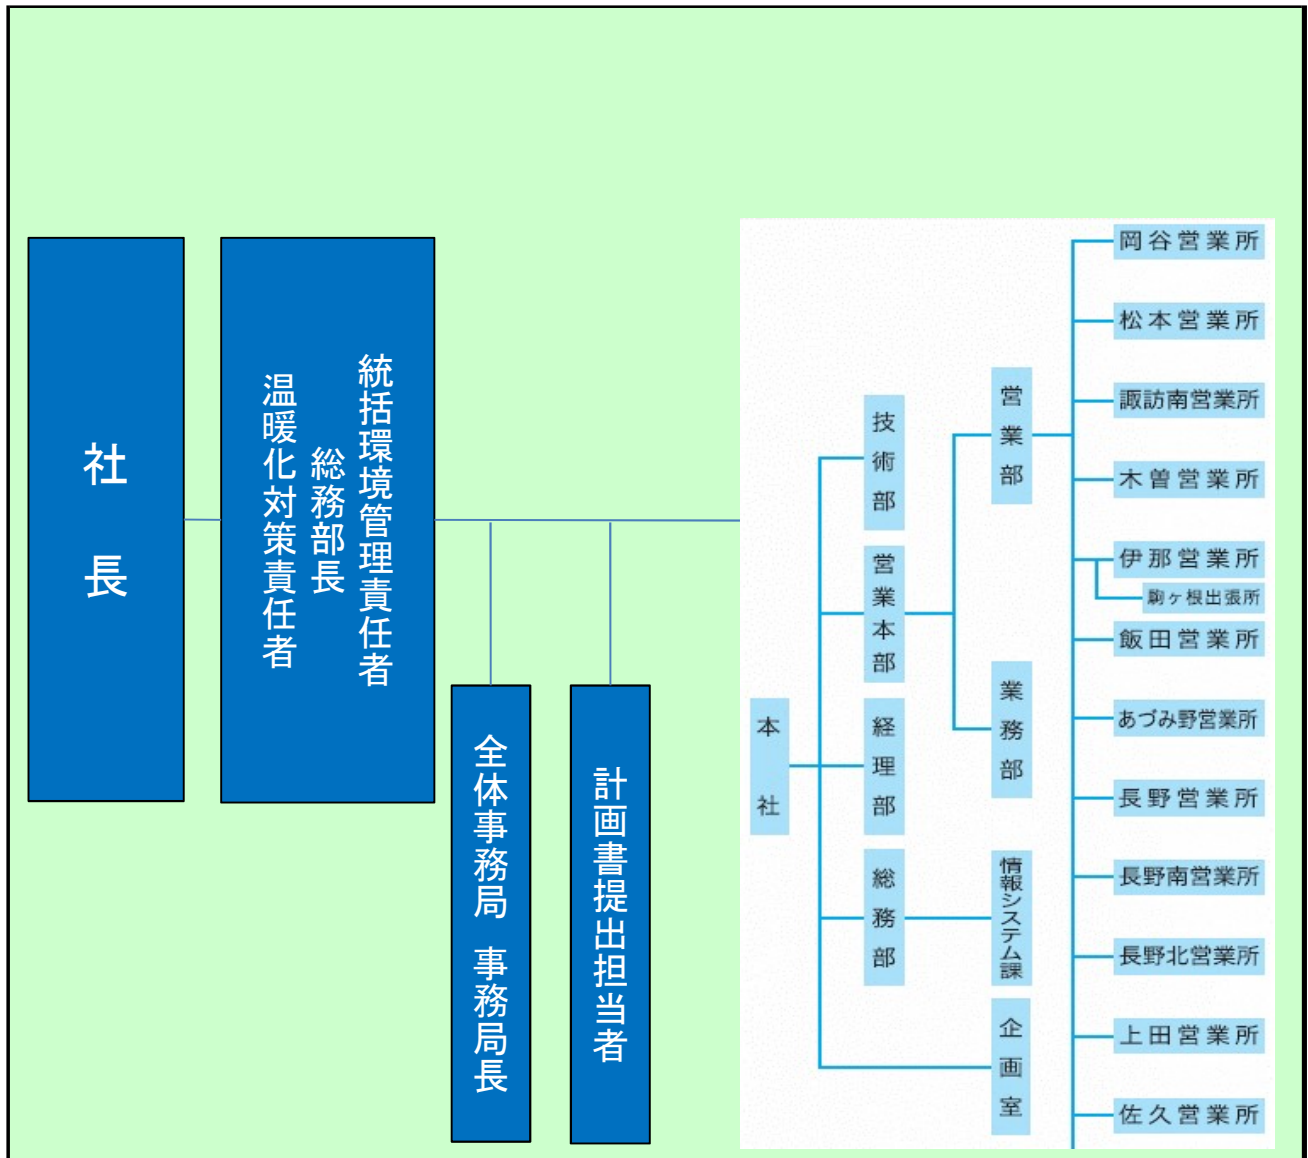 社長
統括環境管理責任者
総務部長
温暖化対策責任者
全体事務局 事務局長
計画書提出担当者
本社
技術部
営業本部
経理部
総務部
営業部
業務部
情報システム課
企画室
岡谷営業所
松本営業所
諏訪南営業所
木曽営業所
伊那営業所
駒ヶ根出張所
飯田営業所
あづみ野営業所
長野営業所
長野南営業所
長野北営業所
上田営業所
佐久営業所